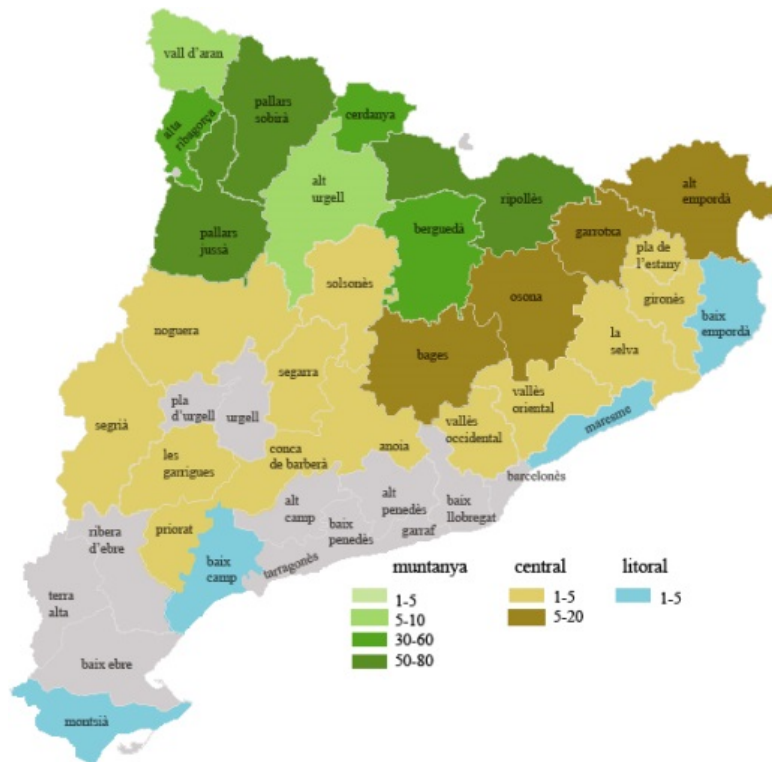 vall d'aran
pallars
sobirà
cerdanya
alta
ribagorça
alt
urgell
alt
empordà
ripollès
garrotxa
pallars
jussà
berguedà
pla de
l'estany
solsonès
gironès
osona
baix
empordà
noguera
la
selva
bages
segarra
vallès
oriental
pla
d'urgell
urgell
maresme
segrià
vallès
occidental
anoia
les
garrigues
conca
de barberà
barcelonès
alt
camp
alt
penedès
baix
llobregat
ribera
d'ebre
priorat
baix
penedès
garraf
baix
camp
tarragonès
terra
alta
baix ebre
montsià
muntanya central litoral
1-5 1-5 1-5
5-10 5-20
30-60
50-80